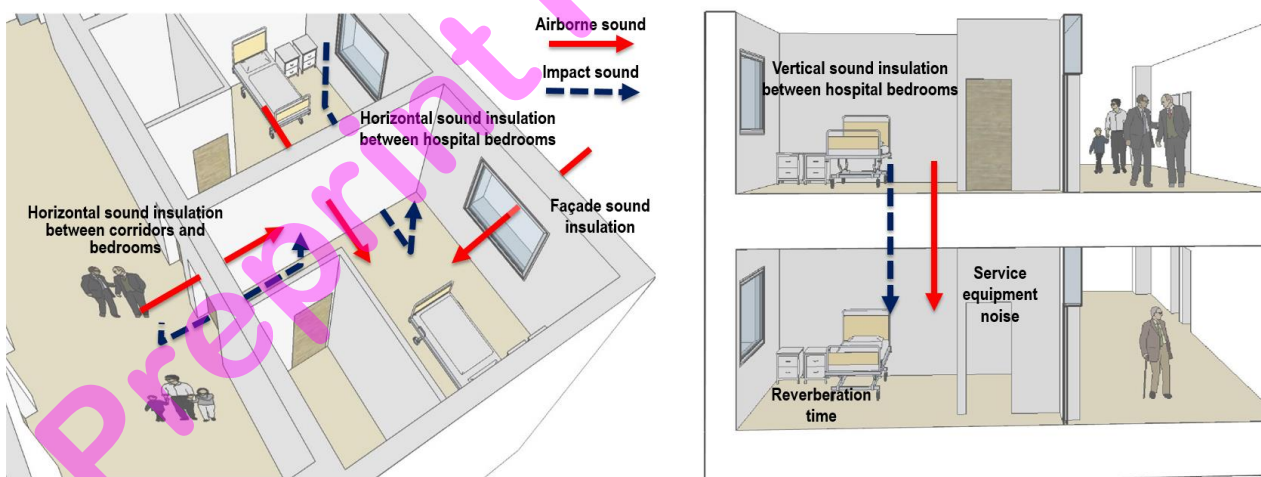 Airborne sound
Impact sound
Horizontal sound insulation
between hospital bedrooms
Horizontal sound insulation
between corridors and
bedrooms
Façade sound
insulation
Preprint
Vertical sound insulation
between hospital bedrooms
Service
equipment
noise
Reverberation
time